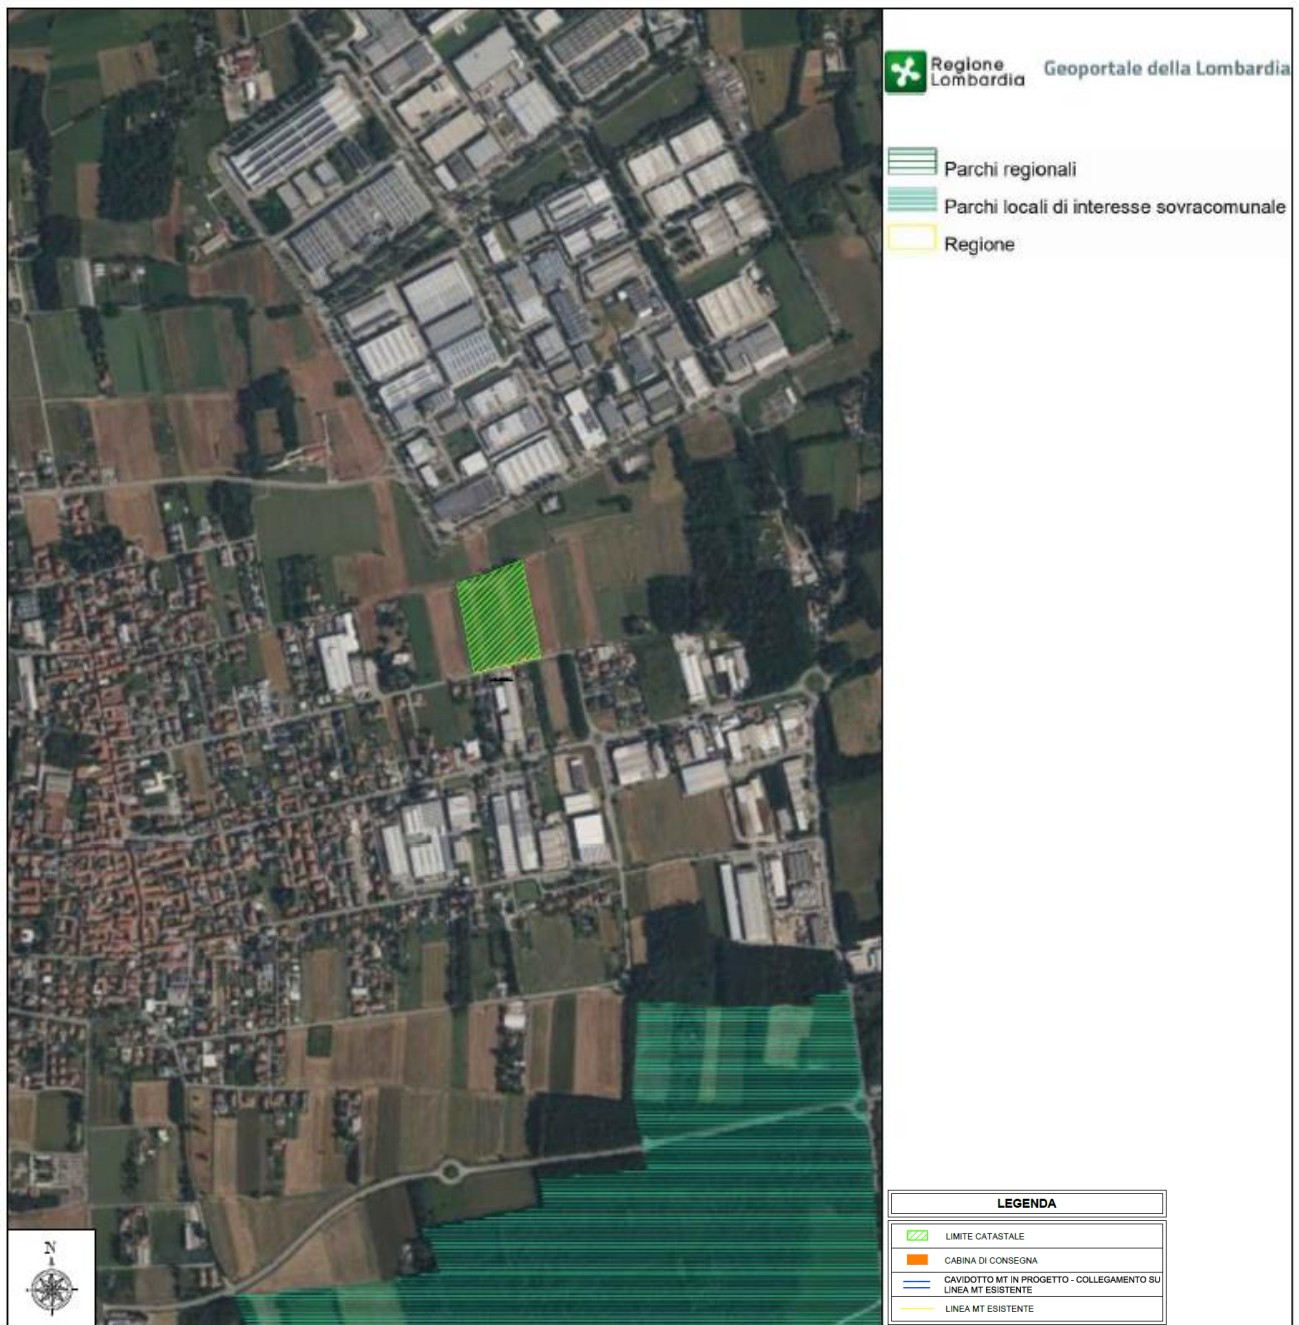 Regione
Lombardia
Geoportale della Lombardia
Parchi regionali
Parchi locali di interesse sovracomunale
Regione
LEGENDA
LIMITE CATASTALE
CABINA DI CONSEGNA
CAVIDOTTO MT IN PROGETTO - COLLEGAMENTO SU
LINEA MT ESISTENTE
LINEA MT ESISTENTE
N